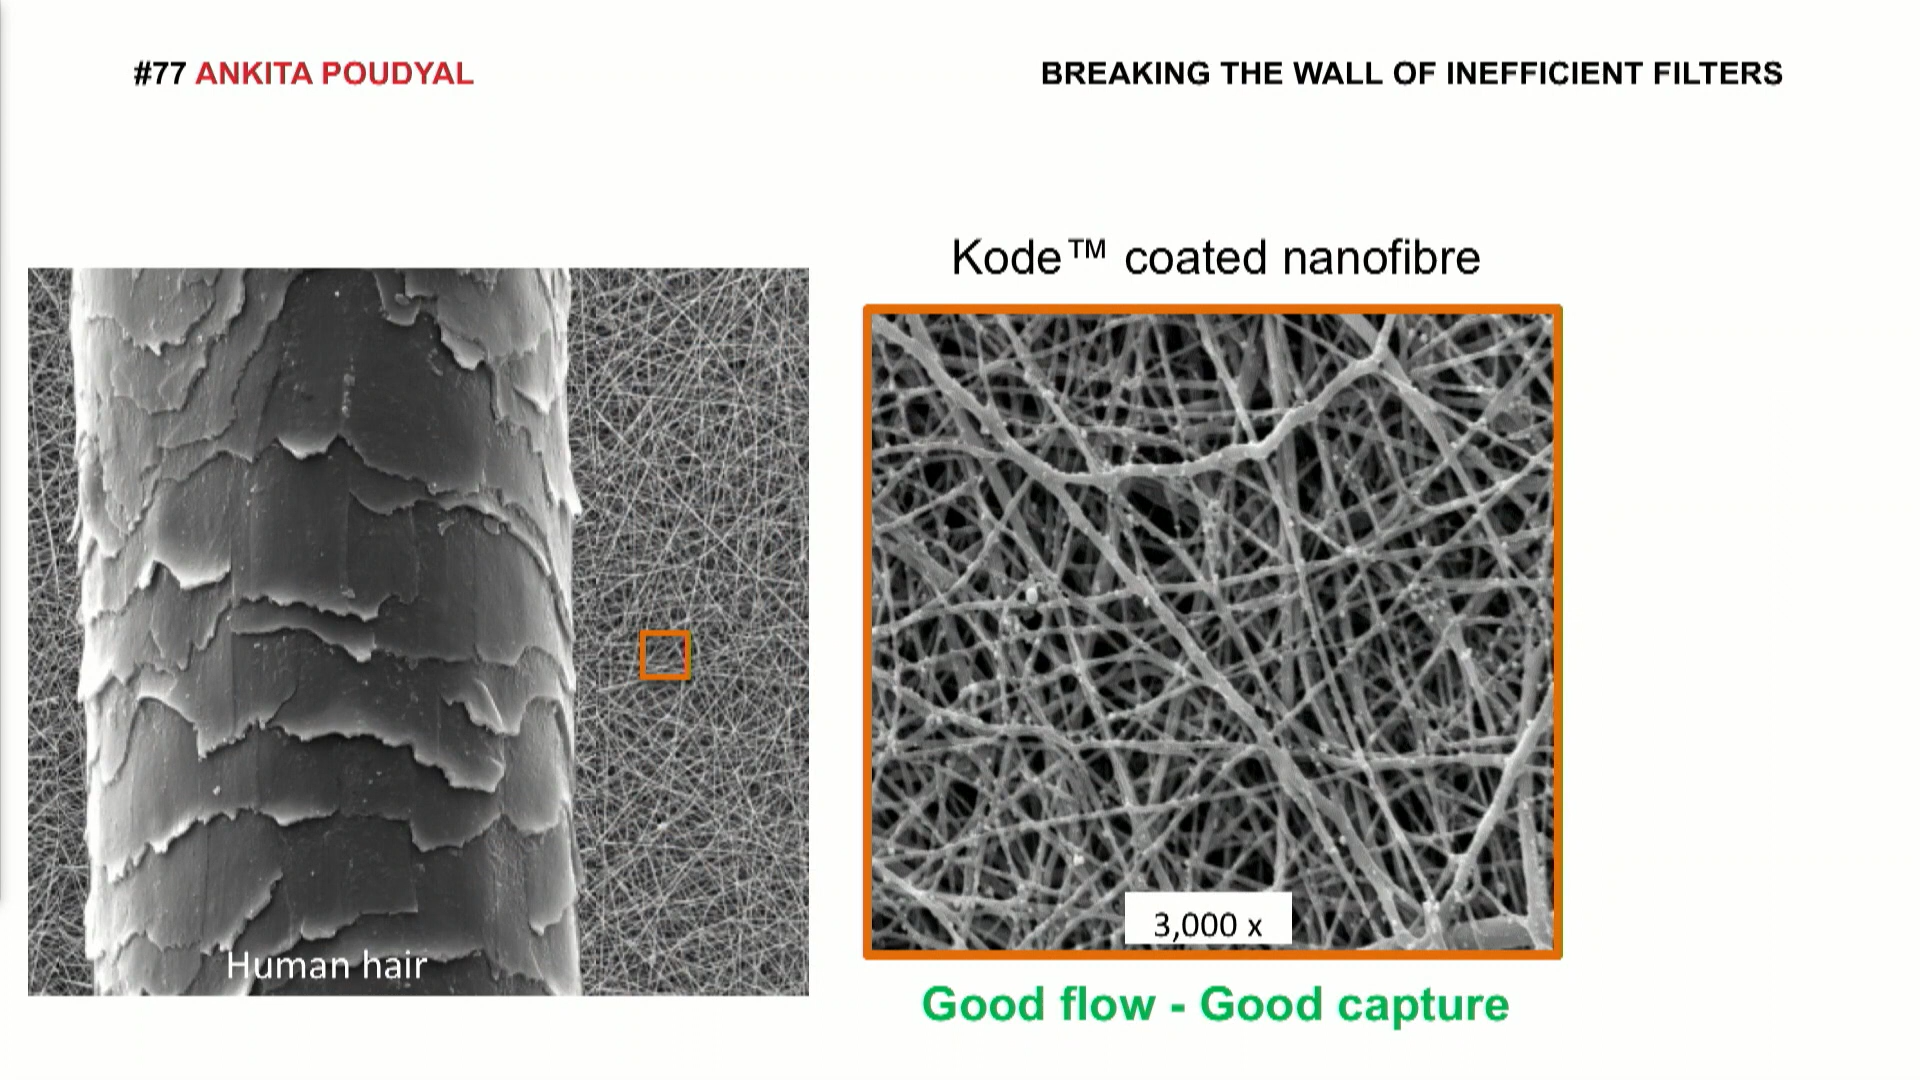 #77 ANKITA POUDYAL
BREAKING THE WALL OF INEFFICIENT FILTERS
Kode™ coated nanofibre
Human hair
3,000 x
Good flow - Good capture